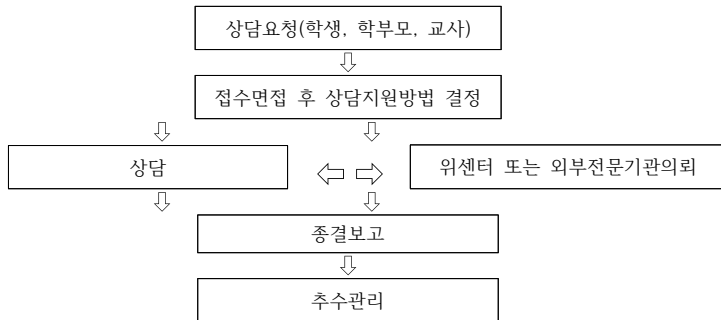 상담요청(학생, 학부모, 교사)
접수면접 후 상담지원방법 결정
상담
위센터 또는 외부전문기관의뢰
종결보고
추수관리